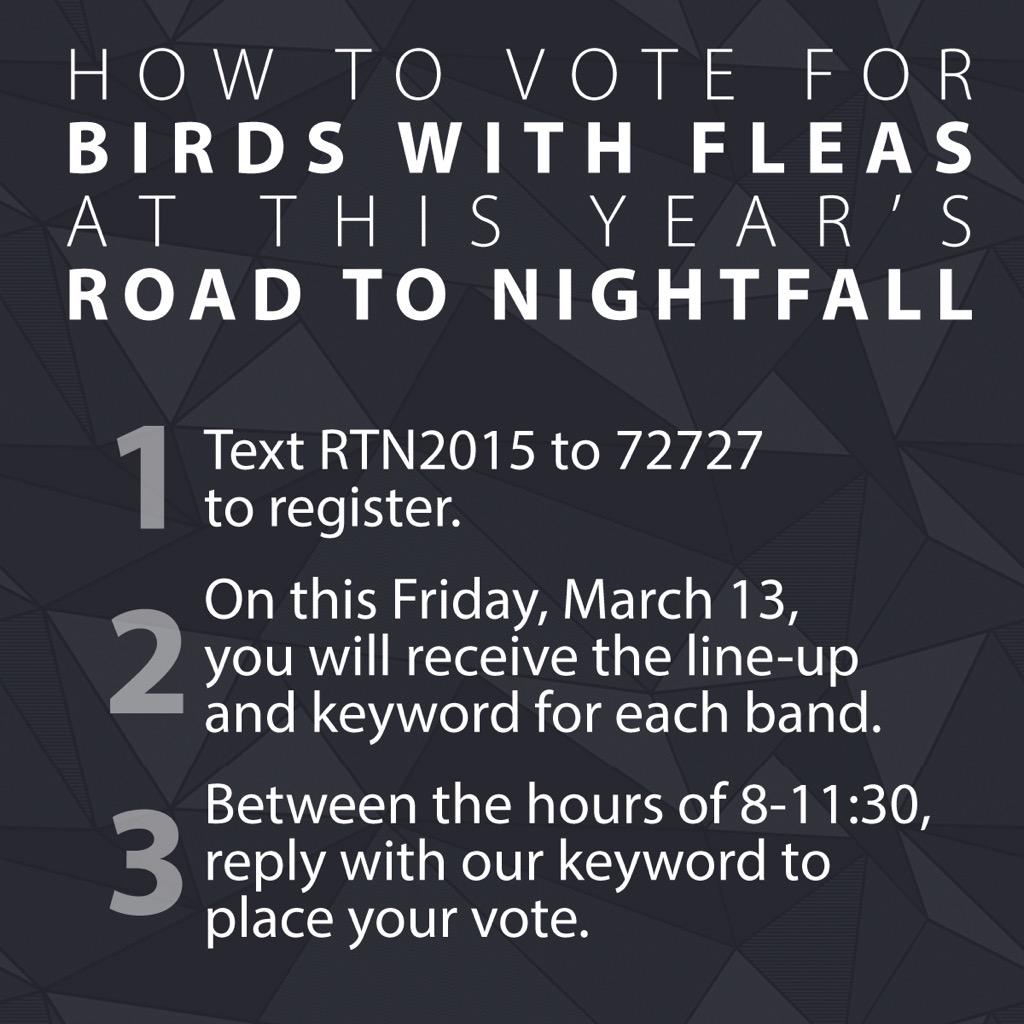 HOW TO VOTE FOR
BIRDS WITH FLEAS
AT THIS YEAR'S
ROAD TO NIGHTFALL
1 Text RTN2015 to 72727
to register.
2 On this Friday, March 13,
you will receive the line-up
and keyword for each band.
3 Between the hours of 8-11:30,
reply with our keyword to
place your vote.